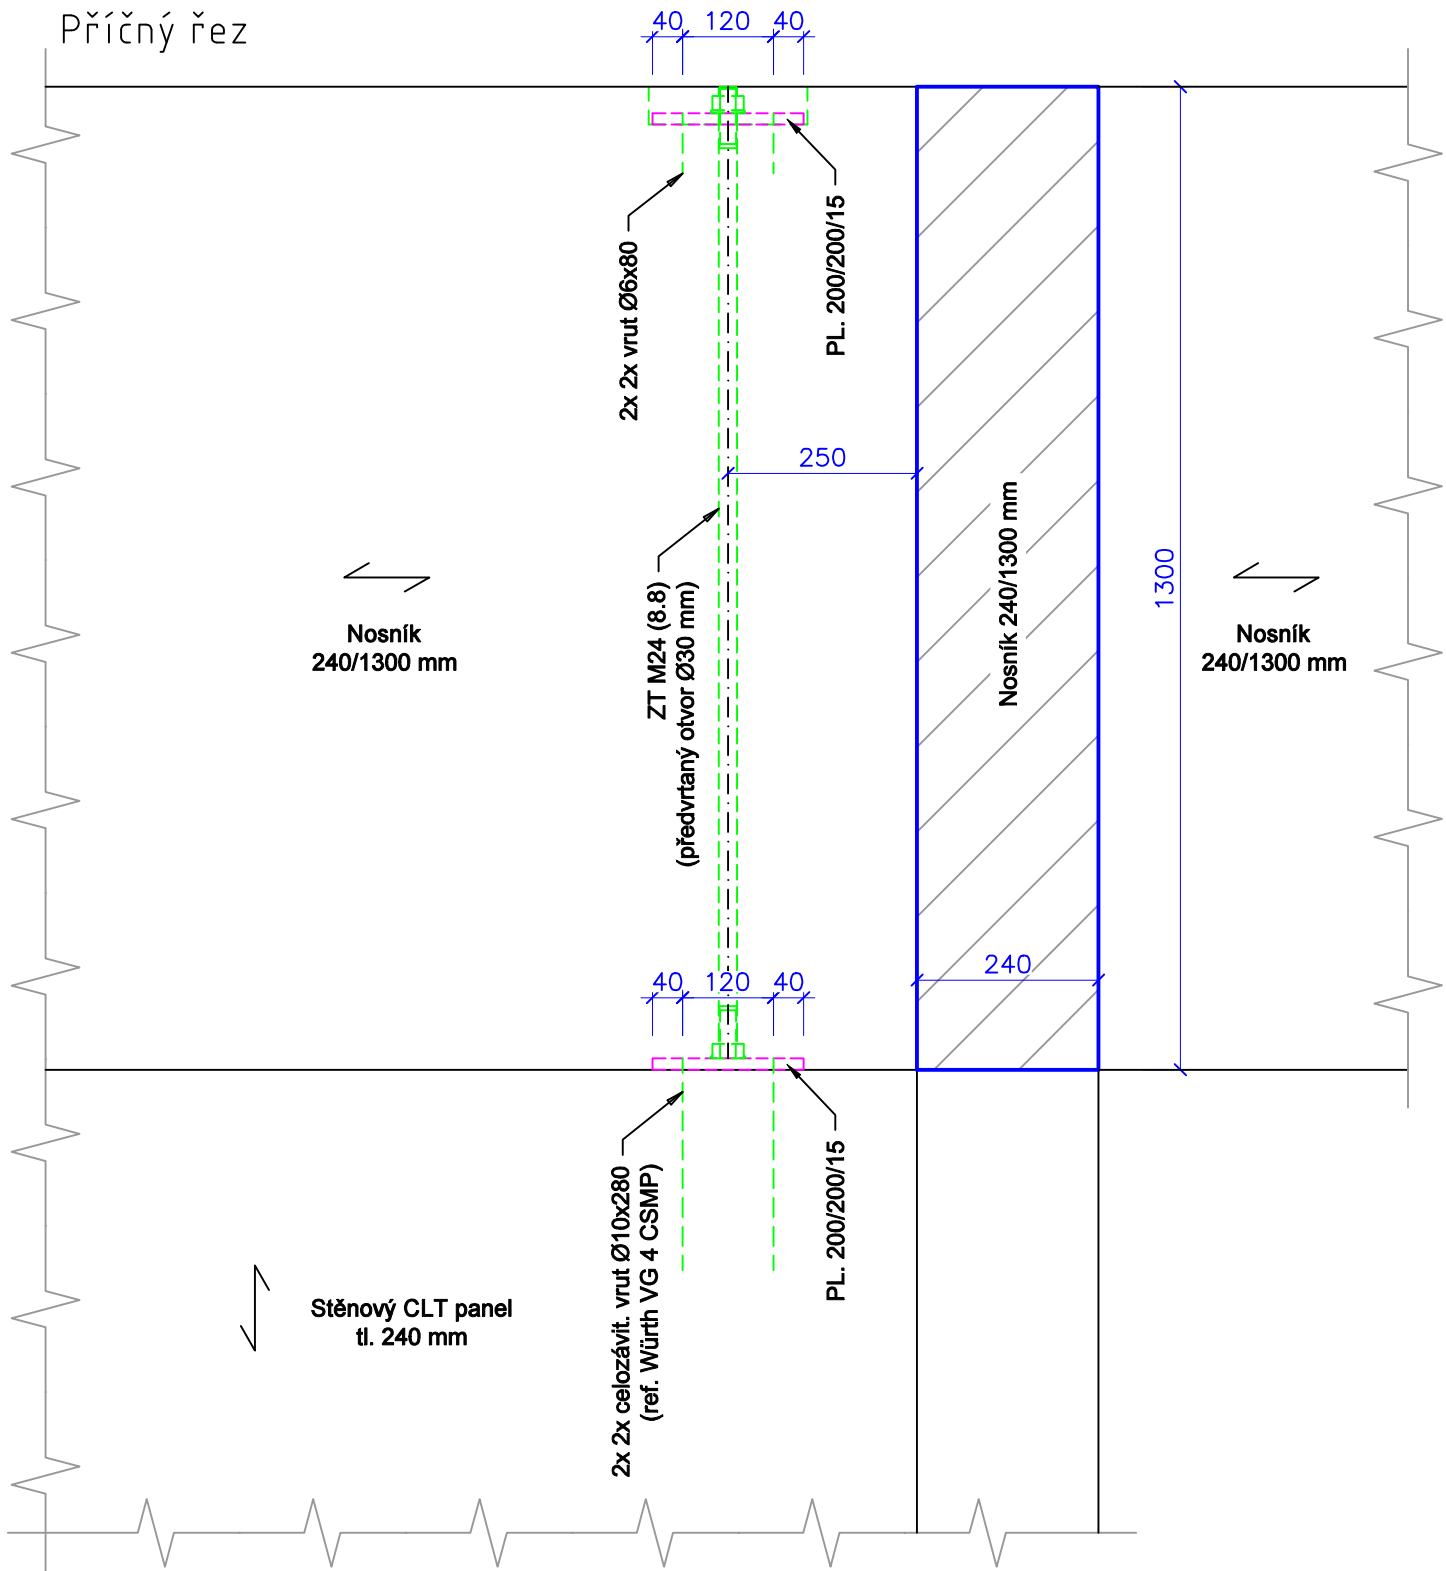 Příčný řez
40 120 40
2x 2x vrut Ø6x80
PL. 200/200/15
250
Nosník
240/1300 mm
ZT M24 (8.8)
(předvrtaný otvor Ø30 mm)
Nosník 240/1300 mm
1300
Nosník
240/1300 mm
40 120 40
240
2x 2x celozávit. vrut Ø10x280
(ref. Würth VG 4 CSMP)
PL. 200/200/15
Stěnový CLT panel
tl. 240 mm